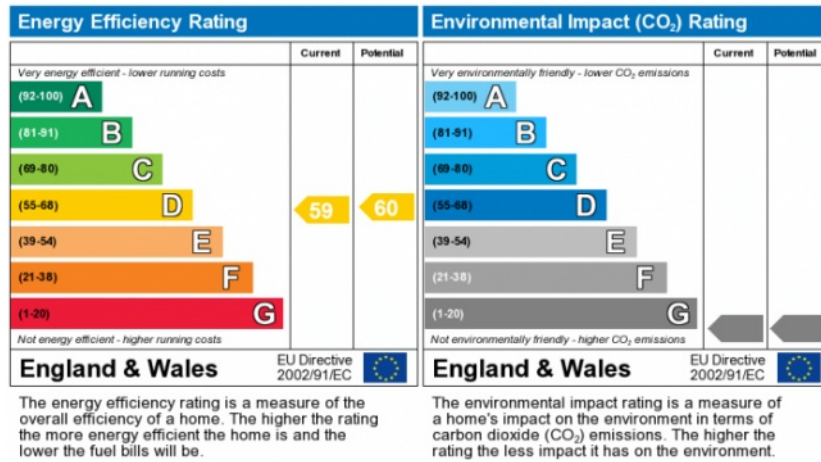 Energy Efficiency Rating
Current Potential
Very energy efficient - lower running costs
(92-100) A
(81-91) B
(69-80) C
(55-68) D
59 60
(39-54) E
(21-38) F
(1-20) G
Not energy efficient - higher running costs
England & Wales
EU Directive
2002/91/EC
The energy efficiency rating is a measure of the
overall efficiency of a home. The higher the rating
the more energy efficient the home is and the
lower the fuel bills will be.
Environmental Impact (CO₂) Rating
Current Potential
Very environmentally friendly - lower CO₂ emissions
(92-100) A
(81-91) B
(69-80) C
(55-68) D
(39-54) E
(21-38) F
(1-20) G
Not environmentally friendly - higher CO₂ emissions
England & Wales
EU Directive
2002/91/EC
The environmental impact rating is a measure of
a home's impact on the environment in terms of
carbon dioxide (CO₂) emissions. The higher the
rating the less impact it has on the environment.